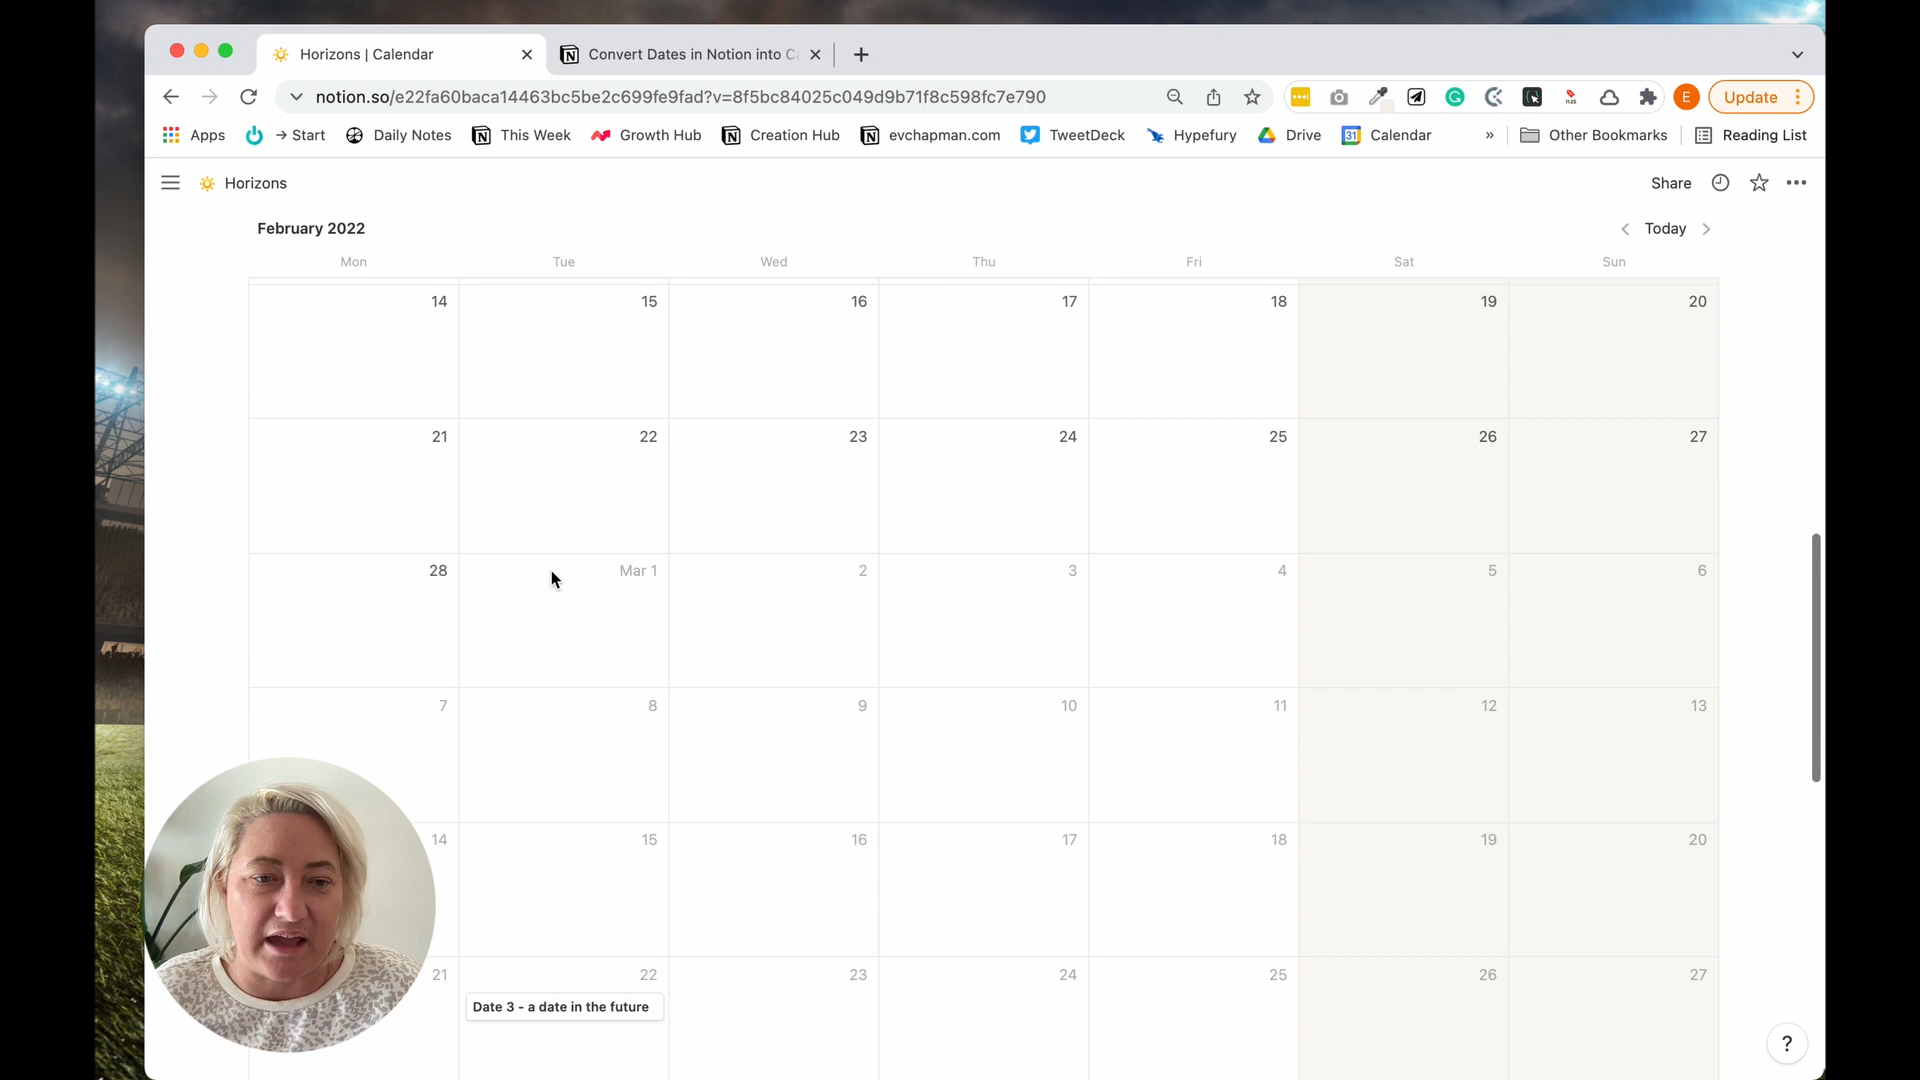 Horizons | Calendar
Convert Dates in Notion into C
notion.so/e22fa60baca14463bc5be2c699fe9fad?v=8f5bc84025c049d9b71f8c598fc7e790
E
Update
Apps
→ Start
Daily Notes
This Week
Growth Hub
Creation Hub
evchapman.com
TweetDeck
Hypefury
Drive
31
Calendar
»
Other Bookmarks
Reading List
Horizons
Share
February 2022
Today
Mon Tue Wed Thu Fri Sat Sun
14 15 16 17 18 19 20
21 22 23 24 25 26 27
28 Mar 1 2 3 4 5 6
7 8 9 10 11 12 13
14 15 16 17 18 19 20
21 22 23 24 25 26 27
Date 3 - a date in the future
?